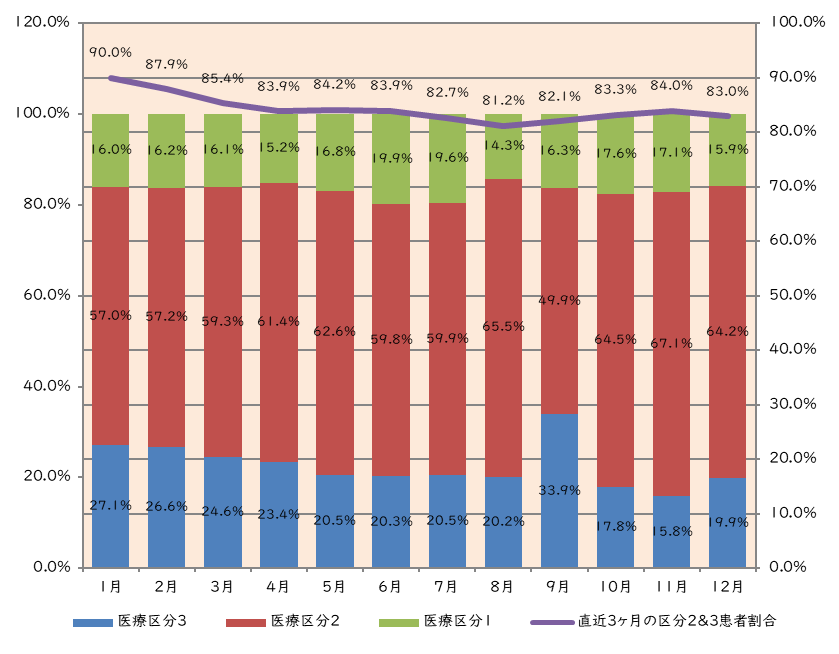 120.0% 100.0%
90.0% 87.9% 85.4% 83.9% 84.2% 83.9% 82.7% 81.2% 82.1% 83.3% 84.0% 83.0%
90.0%
100.0%
80.0%
16.0% 16.2% 16.1% 15.2% 16.8% 19.9% 19.6% 14.3% 16.3% 17.6% 17.1% 15.9%
80.0% 70.0%
60.0%
60.0% 50.0%
57.0% 57.2% 59.3% 61.4% 62.6% 59.8% 59.9% 65.5% 49.9% 64.5% 67.1% 64.2%
40.0%
40.0% 30.0%
20.0% 20.0%
27.1% 26.6% 24.6% 23.4% 20.5% 20.3% 20.5% 20.2% 33.9% 17.8% 15.8% 19.9%
10.0%
0.0% 0.0%
1月 2月 3月 4月 5月 6月 7月 8月 9月 10月 11月 12月
医療区分3 医療区分2 医療区分1 直近3ヶ月の区分2&3患者割合